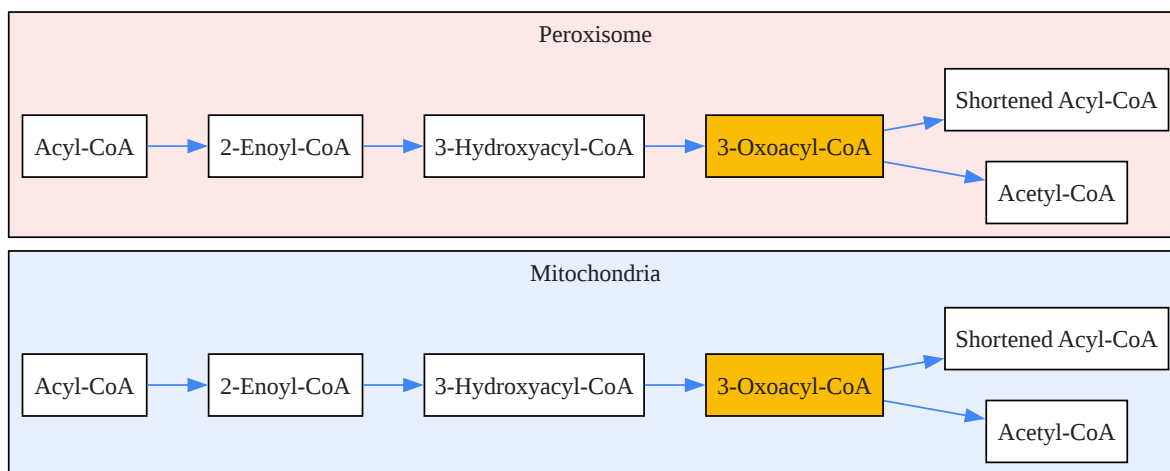 Peroxisome
Acyl-CoA
2-Enoyl-CoA
3-Hydroxyacyl-CoA
3-Oxoacyl-CoA
Shortened Acyl-CoA
Acetyl-CoA
Mitochondria
Acyl-CoA
2-Enoyl-CoA
3-Hydroxyacyl-CoA
3-Oxoacyl-CoA
Shortened Acyl-CoA
Acetyl-CoA